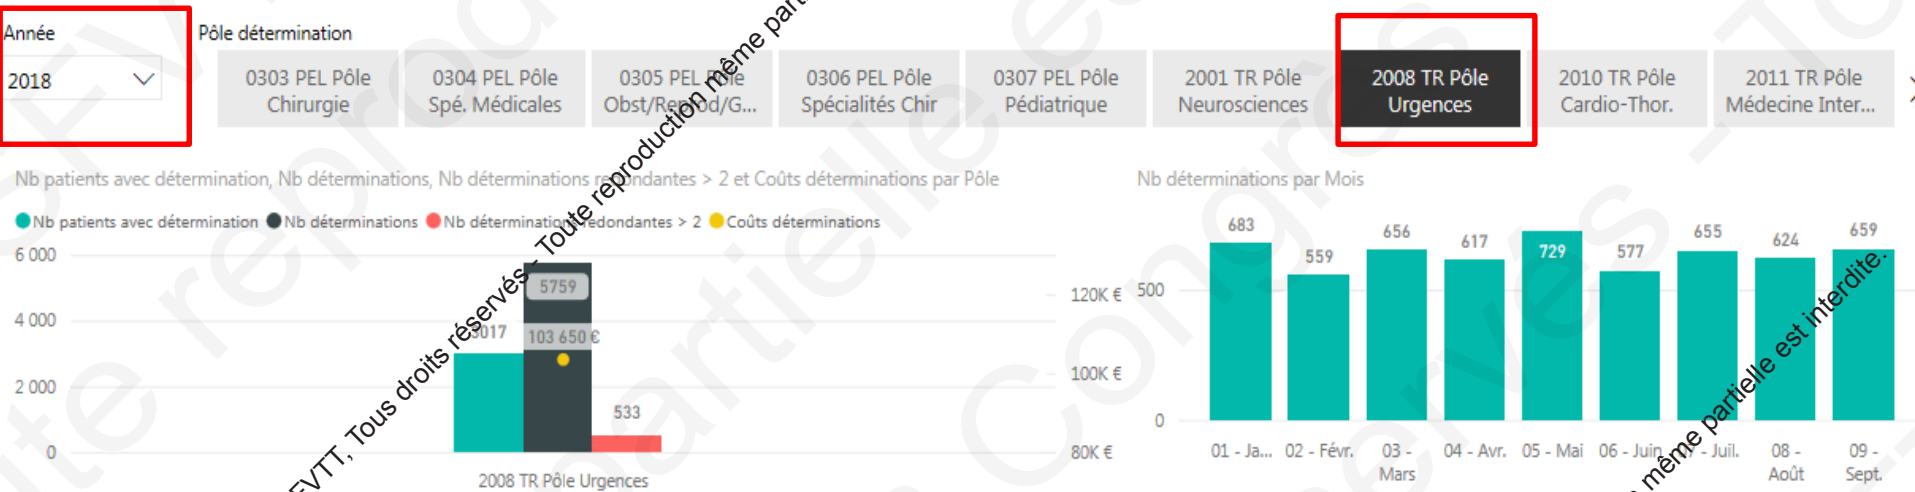 Année
Pôle détermination
2018
0303 PEL Pôle
Chirurgie
0304 PEL Pôle
Spé. Médicales
0305 PEL Pôle
Obst/Reprod/G...
0306 PEL Pôle
Spécialités Chir
0307 PEL Pôle
Pédiatrique
2001 TR Pôle
Neurosciences
2008 TR Pôle
Urgences
2010 TR Pôle
Cardio-Thor.
2011 TR Pôle
Médecine Inter...
Nb patients avec détermination, Nb déterminations, Nb déterminations redondantes > 2 et Coûts déterminations par Pôle
Nb patients avec détermination
Nb déterminations
Nb déterminations redondantes > 2
Coûts déterminations
6 000
4 000
2 000
0
3017
5759
103 650 €
533
120K €
100K €
80K €
2008 TR Pôle Urgences
Nb déterminations par Mois
500
0
683
559
656
617
729
577
655
624
659
01 - Ja...
02 - Févr.
03 -
Mars
04 - Avr.
05 - Mai
06 - Juin
07 - Juil.
08 -
Août
09 -
Sept.
FVTT, Tous droits réservés - Toute reproduction même
même partielle est interdite.